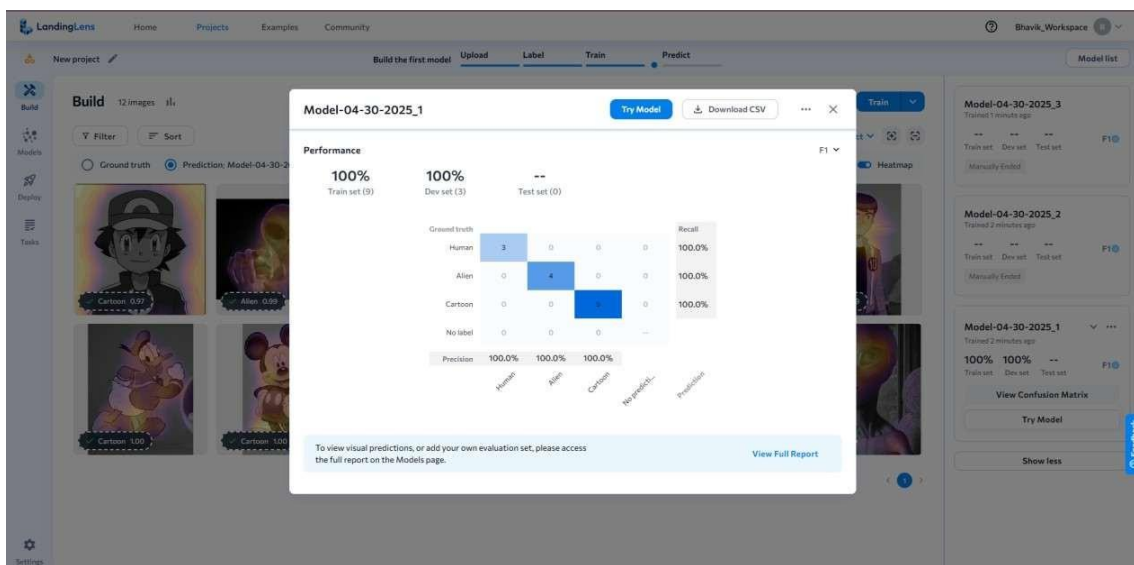 LandingLens Home Projects Examples Community Bhavik_Workspace
New project Build the first model Upload Label Train Predict Model list
Build
Models
Deploy
Tasks
Settings
Build 12 images
Filter Sort
Ground truth Prediction: Model-04-30-2
Train
Heatmap
Cartoon 0.97
Alien 0.99
Cartoon 1.00
Cartoon 1.00
Model-04-30-2025_1 Try Model Download CSV
Performance F1
100% 100% --
Train set (9) Dev set (3) Test set (0)
Ground truth Recall
Human 3 0 0 0 100.0%
Alien 0 4 0 0 100.0%
Cartoon 0 0 0 100.0%
No label 0 0 0 --
Precision 100.0% 100.0% 100.0%
Human Alien Cartoon No predicti... Prediction
To view visual predictions, or add your own evaluation set, please access
the full report on the Models page.
View Full Report
1
Model-04-30-2025_3
Trained 1 minute ago
-- -- --
Train set Dev set Test set F1
Manually Ended
Model-04-30-2025_2
Trained 2 minutes ago
-- -- --
Train set Dev set Test set F1
Manually Ended
Model-04-30-2025_1
Trained 2 minutes ago
100% 100% --
Train set Dev set Test set F1
View Confusion Matrix
Try Model
Show less